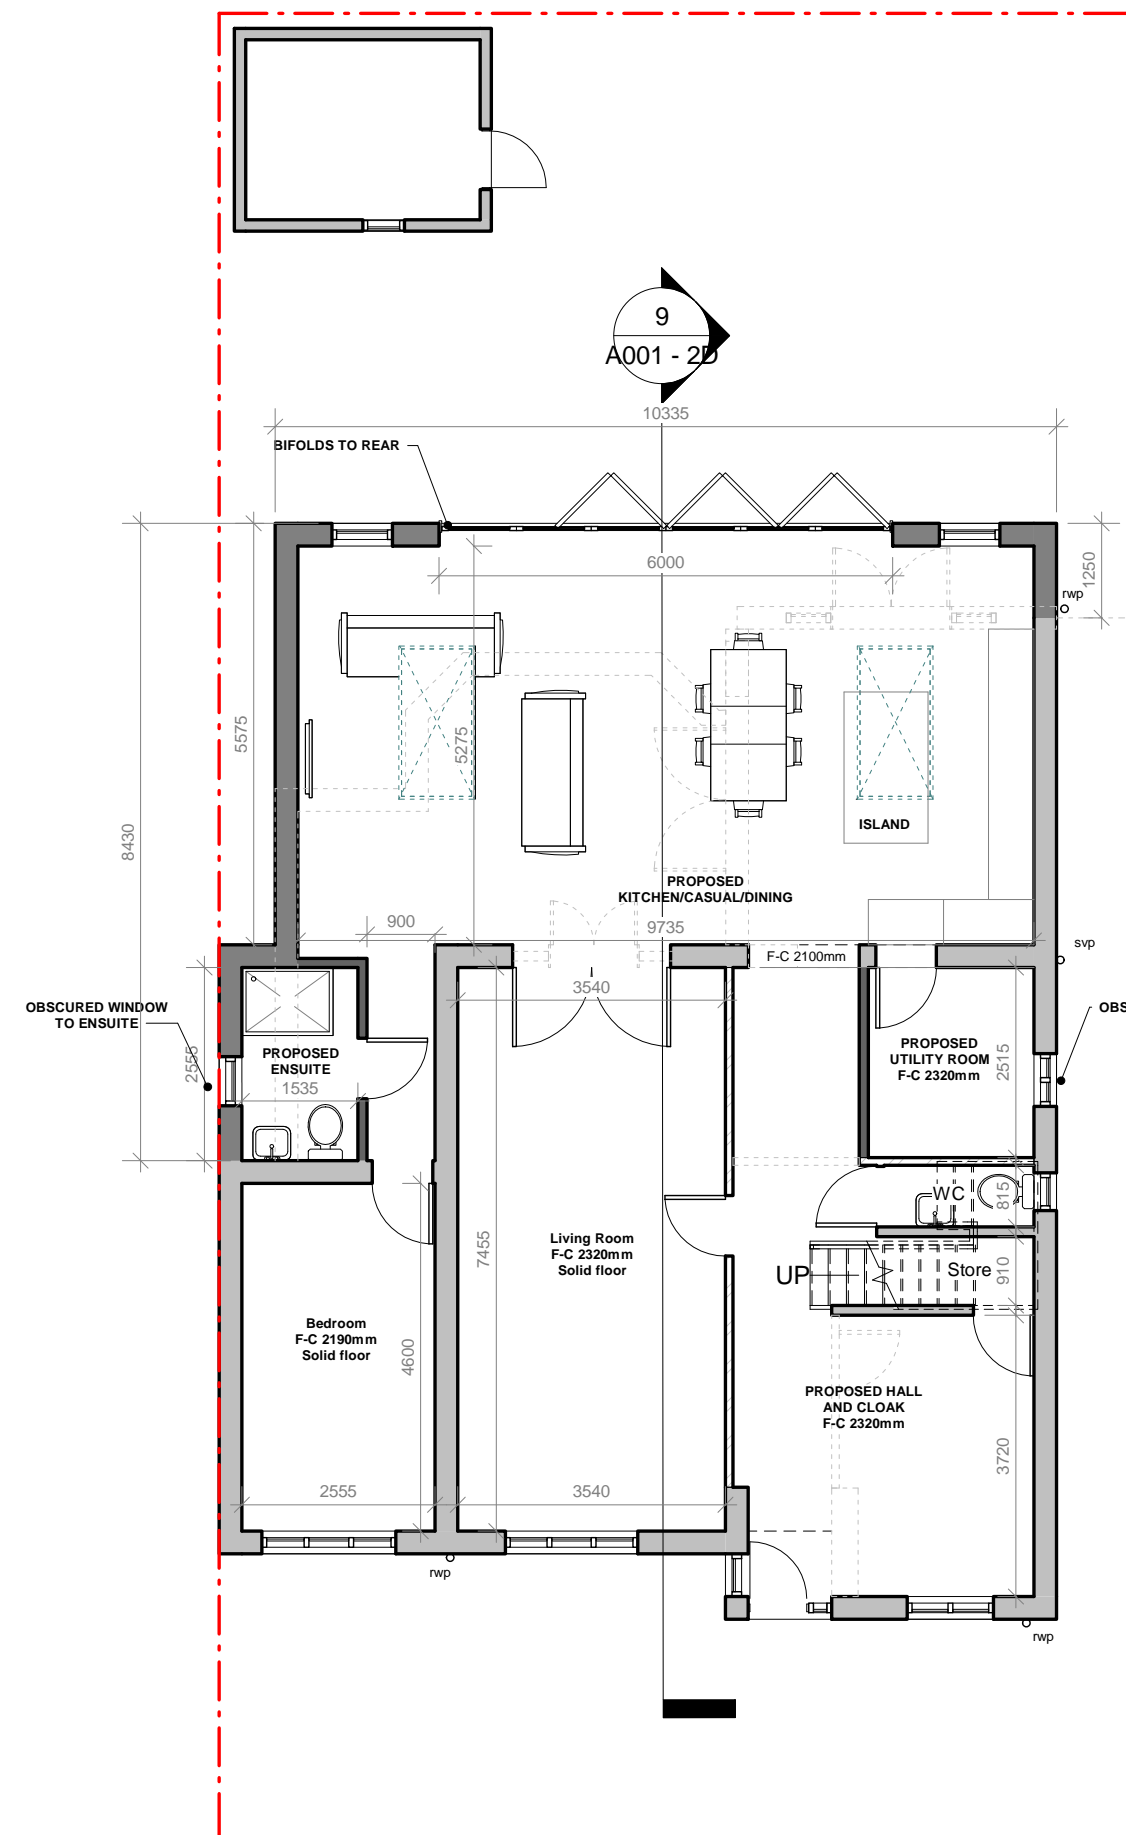 9
A001 - 2D
10335
BIFOLDS TO REAR
6000
1250
rwp
5575
5275
8430
ISLAND
PROPOSED
KITCHEN/CASUAL/DINING
900
9735
F-C 2100mm
svp
OBSCURED WINDOW
TO ENSUITE
OBS
3540
PROPOSED
ENSUITE
1535
2555
PROPOSED
UTILITY ROOM
F-C 2320mm
2515
WC
815
Living Room
F-C 2320mm
Solid floor
7455
UP
Store
910
Bedroom
F-C 2190mm
Solid floor
4600
PROPOSED HALL
AND CLOAK
F-C 2320mm
3720
2555
3540
rwp
rwp